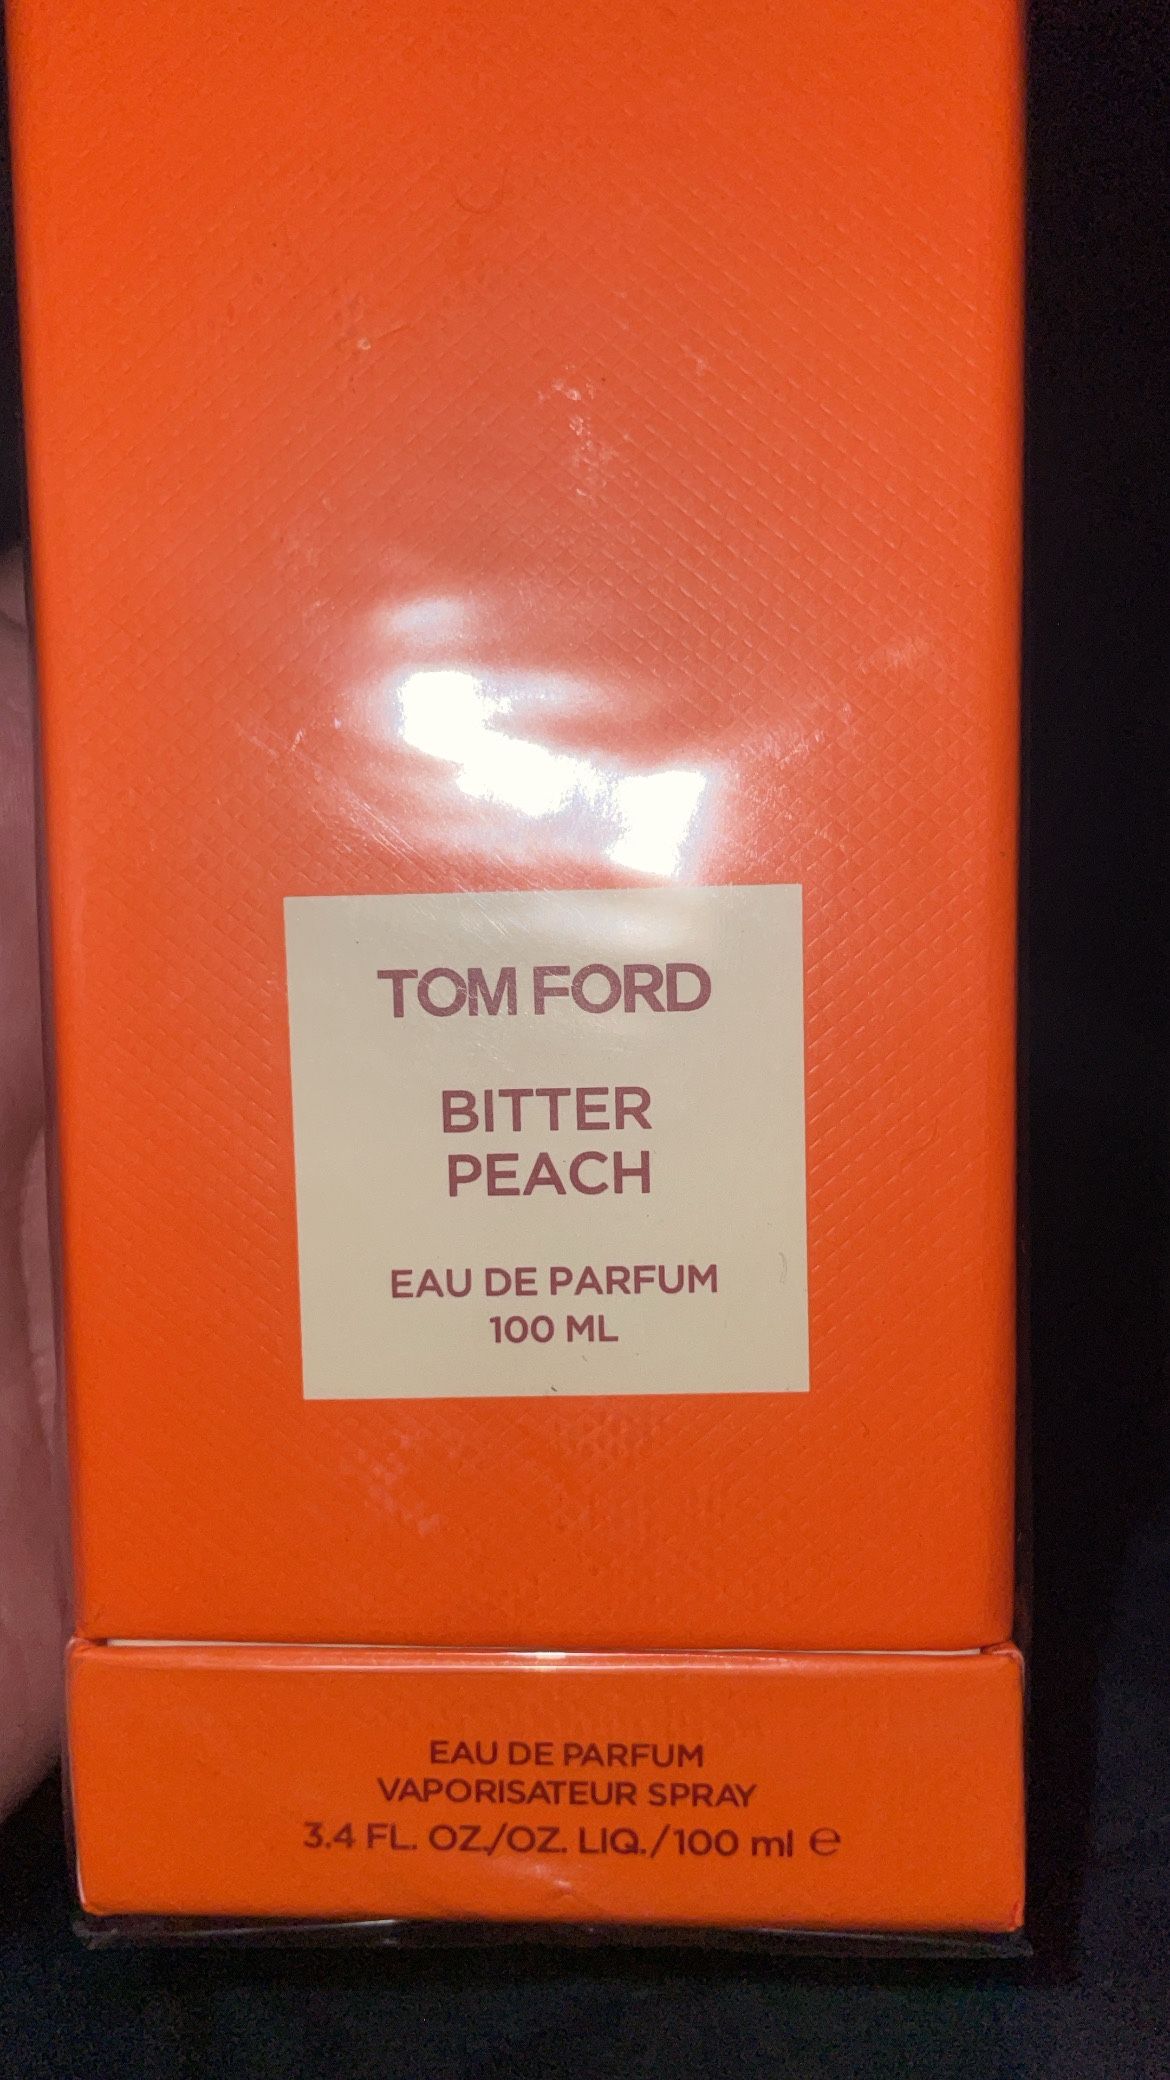 TOM FORD
BITTER
PEACH
EAU DE PARFUM
100 ML
EAU DE PARFUM
VAPORISATEUR SPRAY
3.4 FL. OZ./OZ. LIQ./100 ml ℮